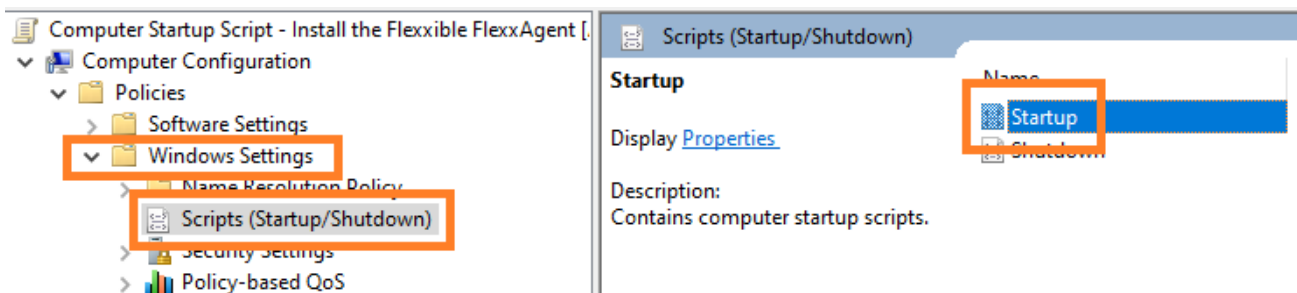 Computer Startup Script - Install the Flexxible FlexxAgent [.
Computer Configuration
Policies
Software Settings
Windows Settings
Name Resolution Policy
Scripts (Startup/Shutdown)
Security Settings
Policy-based QoS
Scripts (Startup/Shutdown)
Startup
Display Properties
Description:
Contains computer startup scripts.
Name
Startup
Shutdown